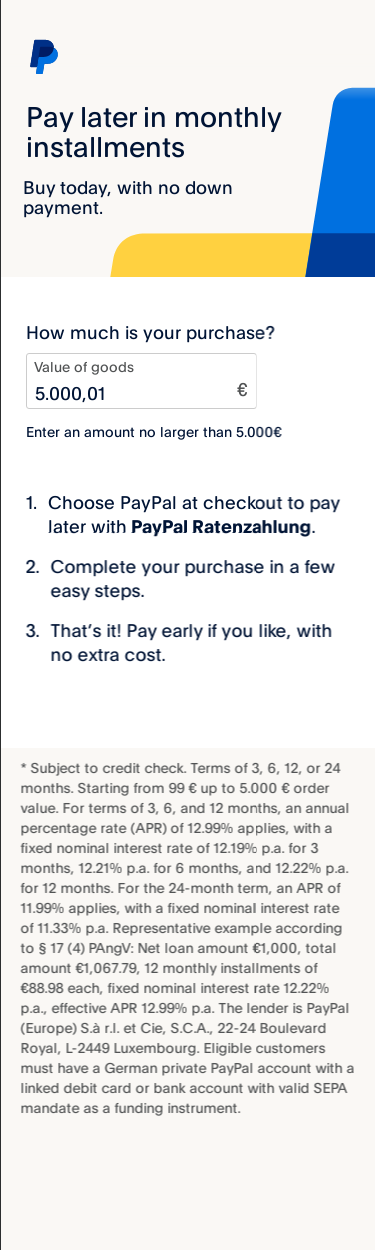 Pay later in monthly
installments
Buy today, with no down
payment.
How much is your purchase?
Value of goods
5.000,01
€
Enter an amount no larger than 5.000€
1. Choose PayPal at checkout to pay
later with PayPal Ratenzahlung.
2. Complete your purchase in a few
easy steps.
3. That's it! Pay early if you like, with
no extra cost.
* Subject to credit check. Terms of 3, 6, 12, or 24
months. Starting from 99 € up to 5.000 € order
value. For terms of 3, 6, and 12 months, an annual
percentage rate (APR) of 12.99% applies, with a
fixed nominal interest rate of 12.19% p.a. for 3
months, 12.21% p.a. for 6 months, and 12.22% p.a.
for 12 months. For the 24-month term, an APR of
11.99% applies, with a fixed nominal interest rate
of 11.33% p.a. Representative example according
to § 17 (4) PAngV: Net loan amount €1,000, total
amount €1,067.79, 12 monthly installments of
€88.98 each, fixed nominal interest rate 12.22%
p.a., effective APR 12.99% p.a. The lender is PayPal
(Europe) S.à r.l. et Cie, S.C.A., 22-24 Boulevard
Royal, L-2449 Luxembourg. Eligible customers
must have a German private PayPal account with a
linked debit card or bank account with valid SEPA
mandate as a funding instrument.